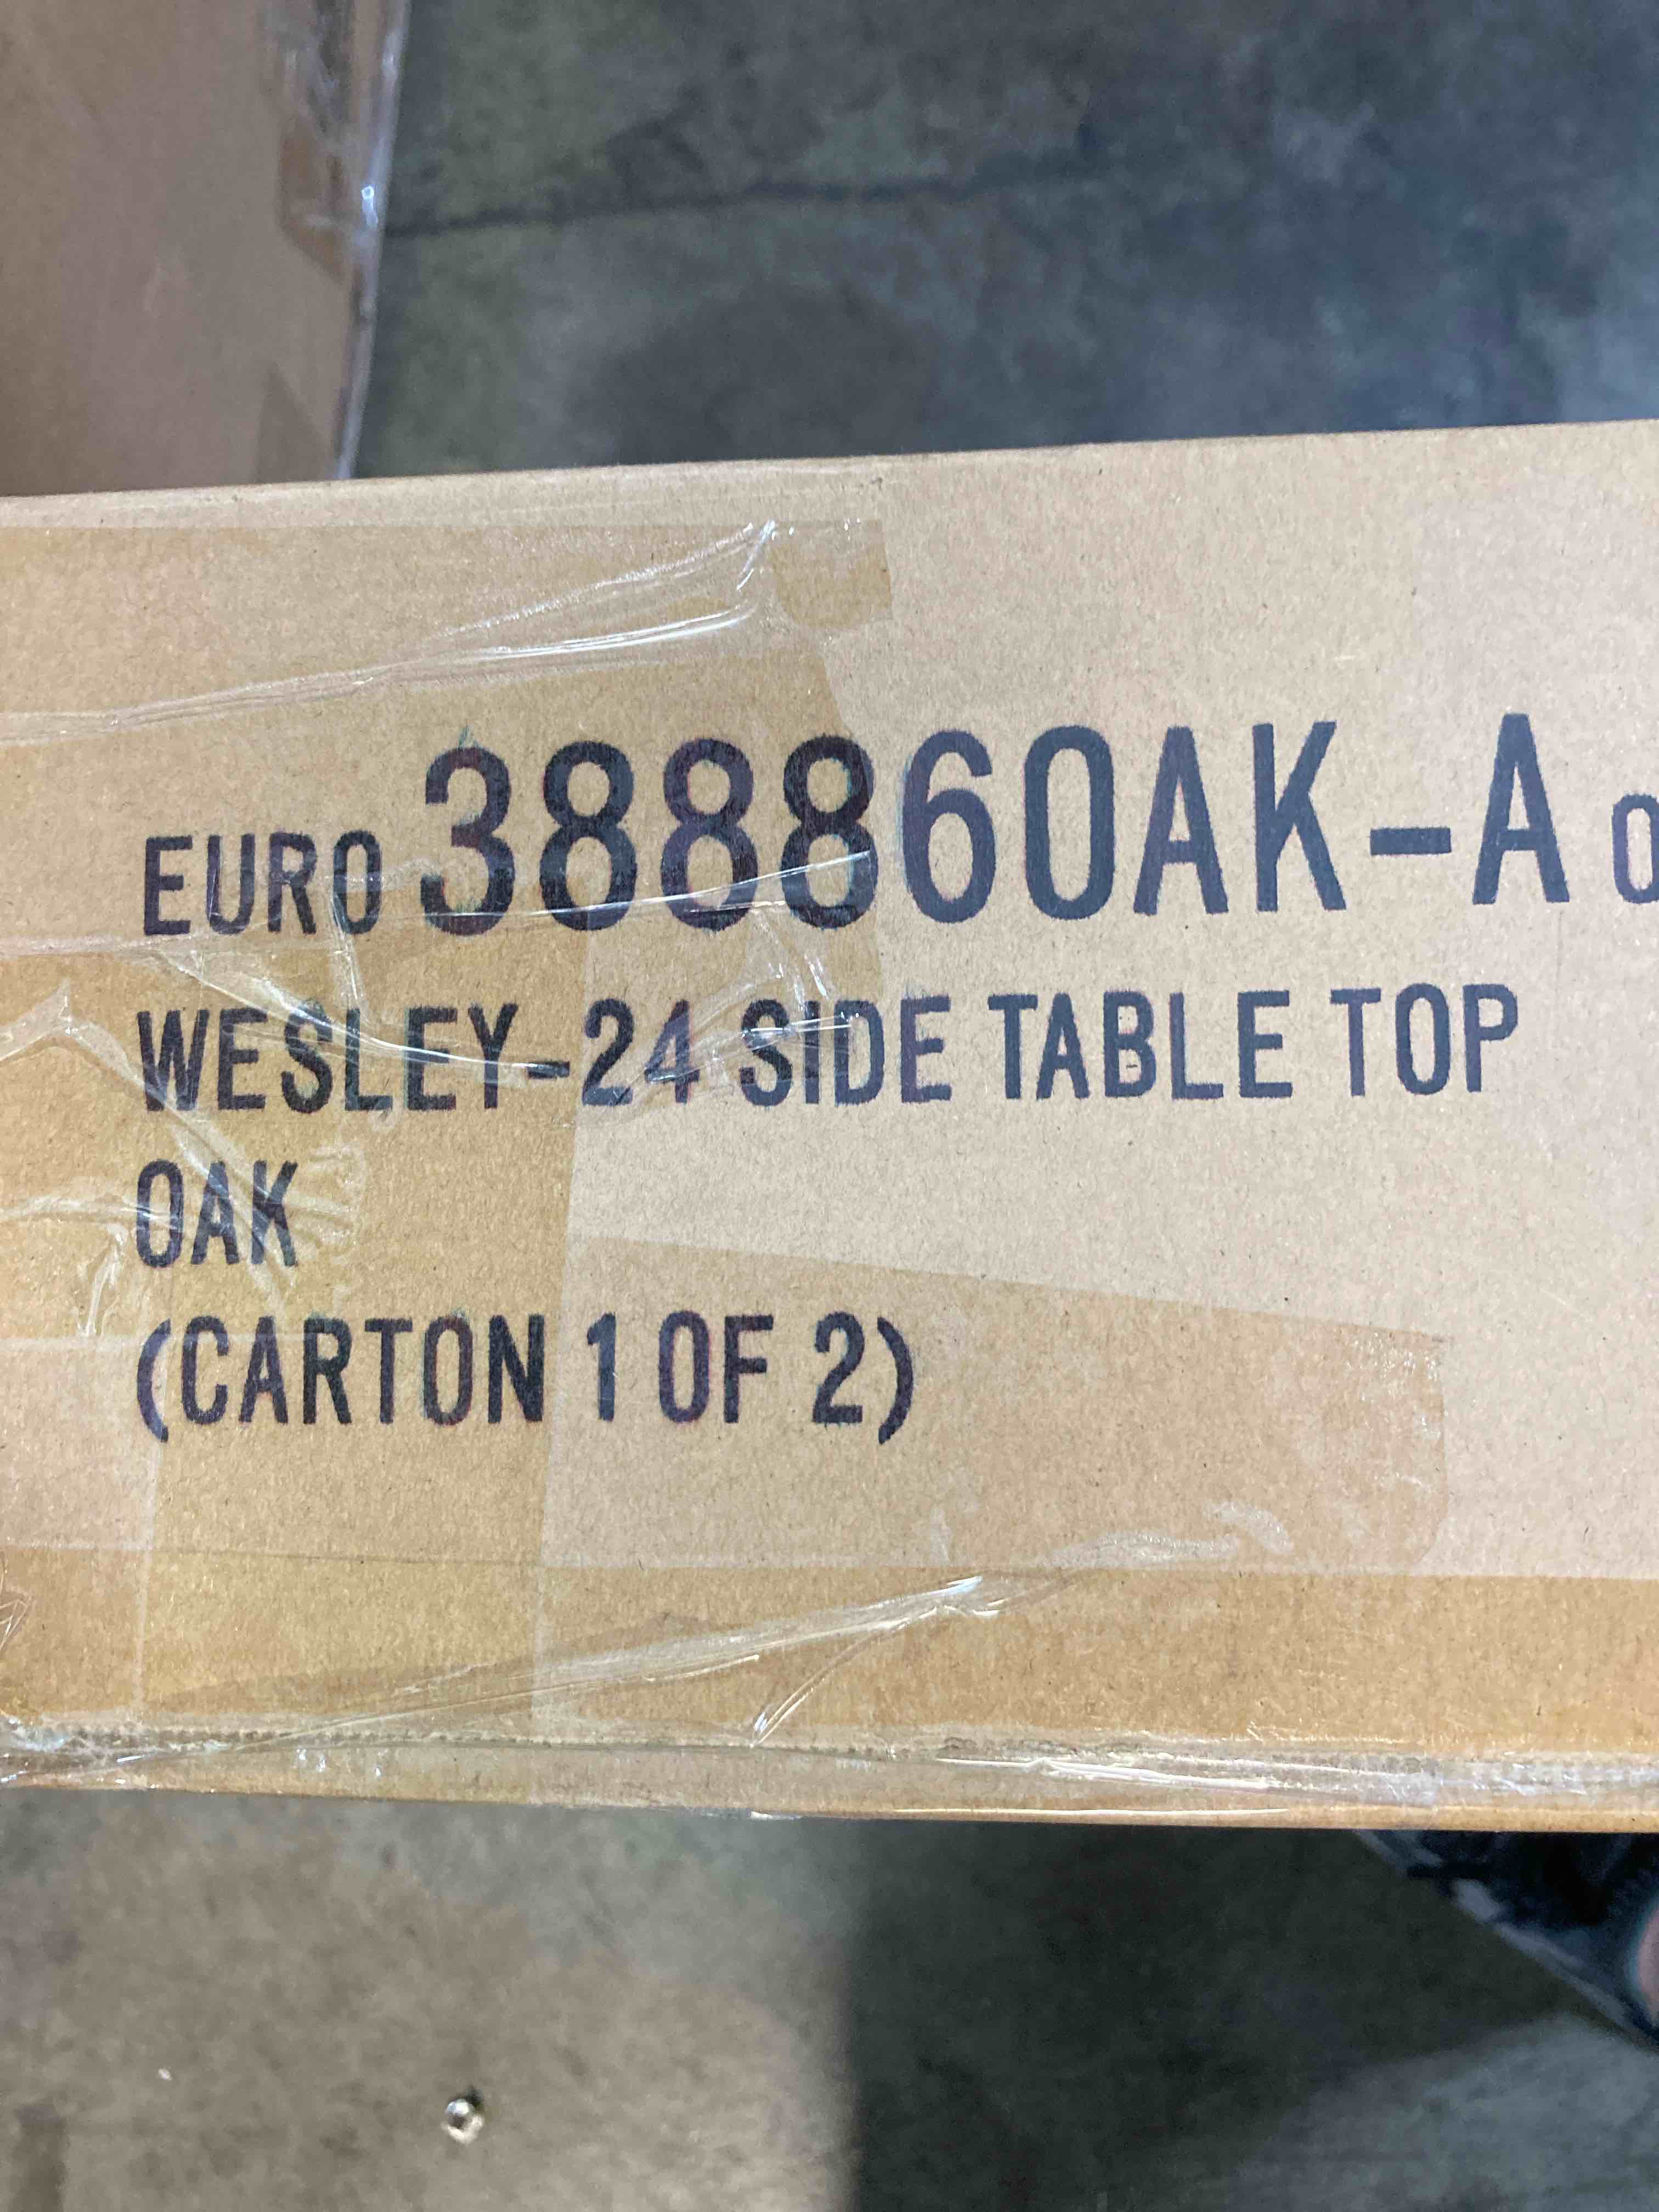 EURO 388860AK-A
WESLEY-24 SIDE TABLE TOP
OAK
(CARTON 1 OF 2)